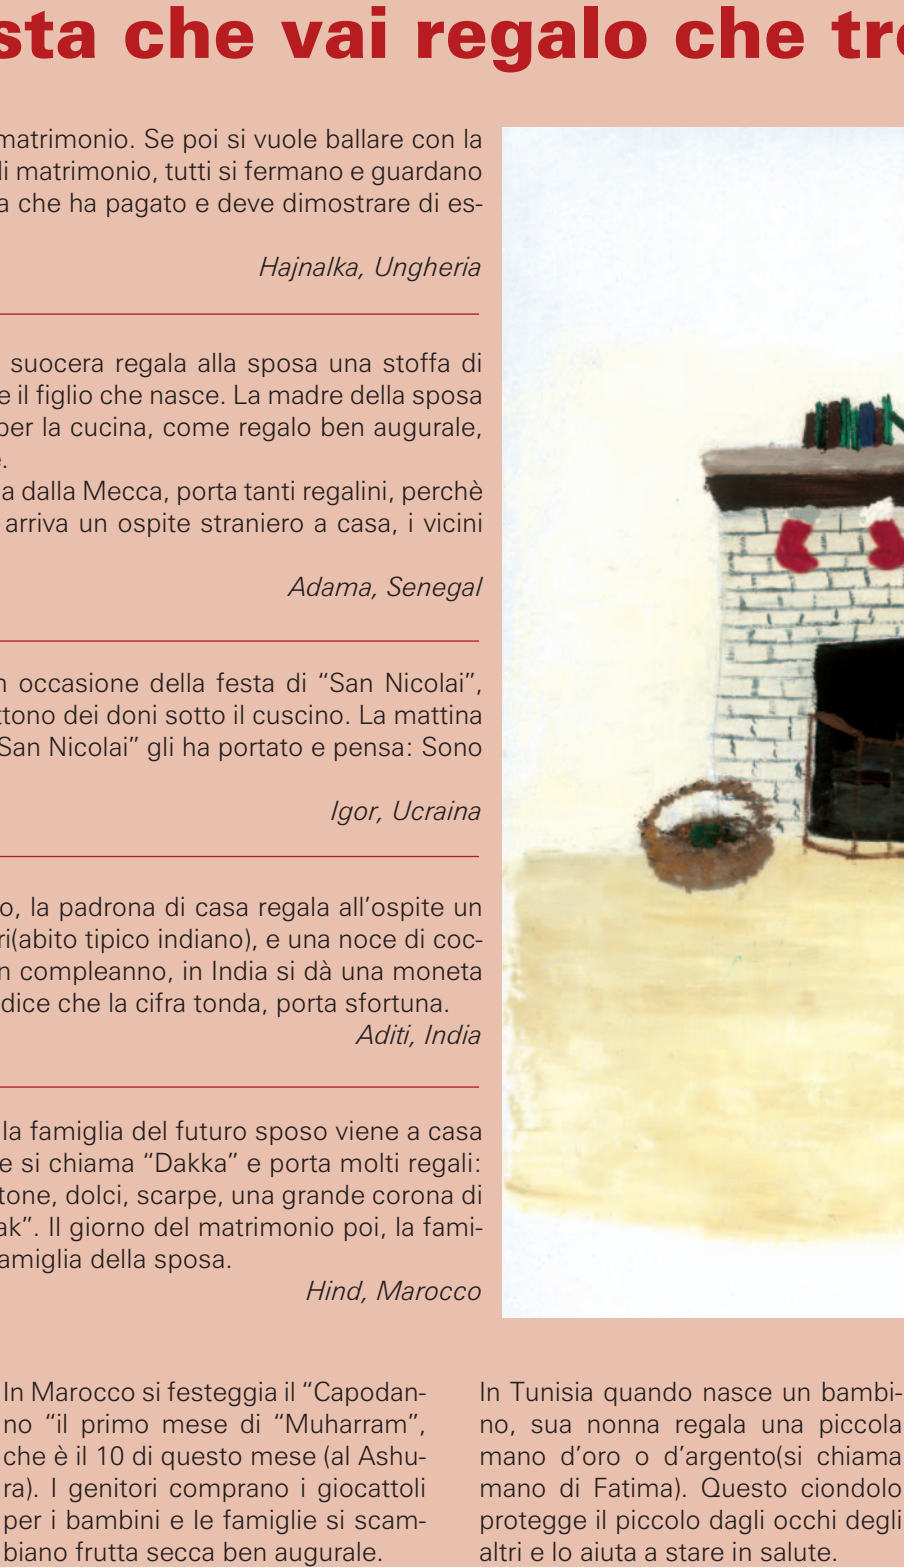 sta che vai regalo che tro
matrimonio. Se poi si vuole ballare con la
di matrimonio, tutti si fermano e guardano
a che ha pagato e deve dimostrare di es-
Hajnalka, Ungheria
suocera regala alla sposa una stoffa di
e il figlio che nasce. La madre della sposa
per la cucina, come regalo ben augurale,
e.
a dalla Mecca, porta tanti regalini, perchè
arriva un ospite straniero a casa, i vicini
Adama, Senegal
n occasione della festa di “San Nicolai”,
ttono dei doni sotto il cuscino. La mattina
San Nicolai” gli ha portato e pensa: Sono
Igor, Ucraina
o, la padrona di casa regala all’ospite un
ri(abito tipico indiano), e una noce di coc-
n compleanno, in India si dà una moneta
dice che la cifra tonda, porta sfortuna.
Aditi, India
la famiglia del futuro sposo viene a casa
e si chiama “Dakka” e porta molti regali:
tone, dolci, scarpe, una grande corona di
ak”. Il giorno del matrimonio poi, la fami-
amiglia della sposa.
Hind, Marocco
In Marocco si festeggia il “Capodan-
no “il primo mese di “Muharram”,
che è il 10 di questo mese (al Ashu-
ra). I genitori comprano i giocattoli
per i bambini e le famiglie si scam-
biano frutta secca ben augurale.
In Tunisia quando nasce un bambi-
no, sua nonna regala una piccola
mano d’oro o d’argento(si chiama
mano di Fatima). Questo ciondolo
protegge il piccolo dagli occhi degli
altri e lo aiuta a stare in salute.